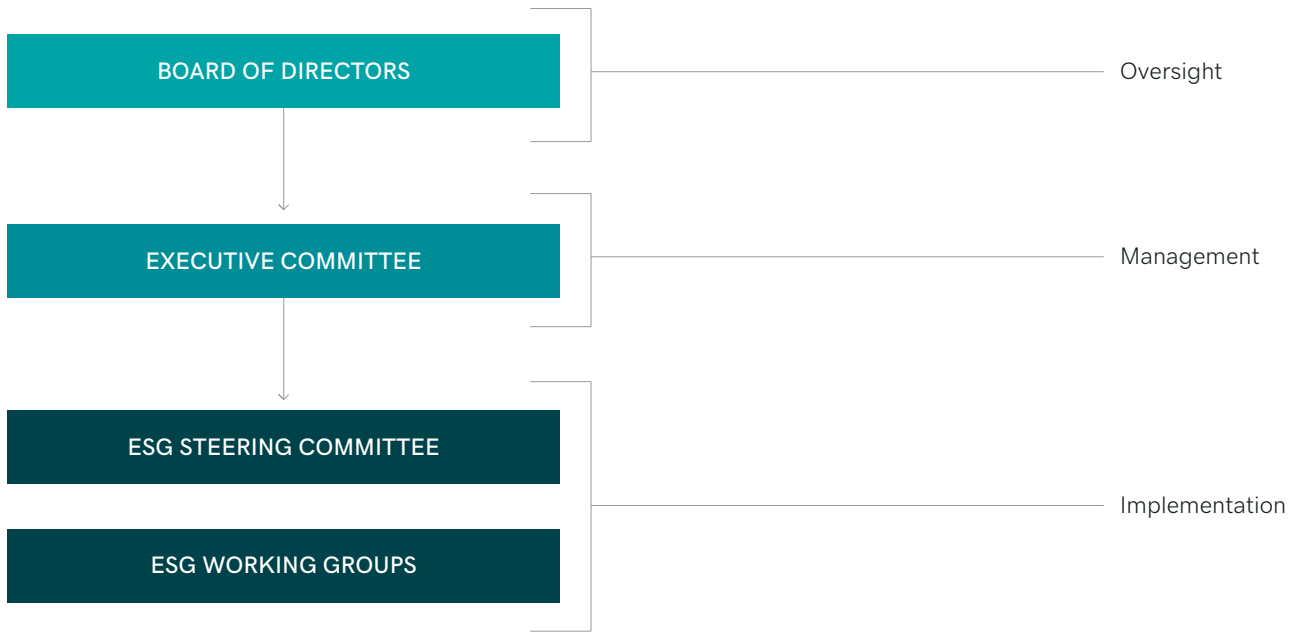 BOARD OF DIRECTORS
Oversight
EXECUTIVE COMMITTEE
Management
ESG STEERING COMMITTEE
Implementation
ESG WORKING GROUPS